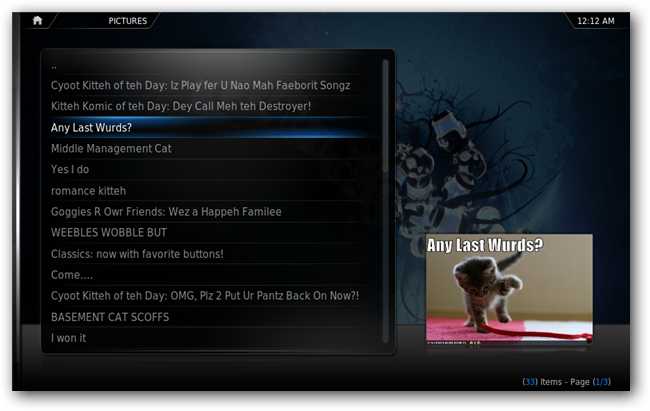 PICTURES
12:12 AM
..
Cyoot Kitteh of teh Day: Iz Play fer U Nao Mah Faeborit Songz
Kitteh Komic of teh Day: Dey Call Meh teh Destroyer!
Any Last Wurds?
Middle Management Cat
Yes I do
romance kitteh
Goggies R Owr Friends: Wez a Happeh Familee
WEEBLES WOBBLE BUT
Classics: now with favorite buttons!
Come....
Cyoot Kitteh of teh Day: OMG, Plz 2 Put Ur Pantz Back On Now?!
BASEMENT CAT SCOFFS
I won it
Any Last Wurds?
(33) Items - Page (1/3)